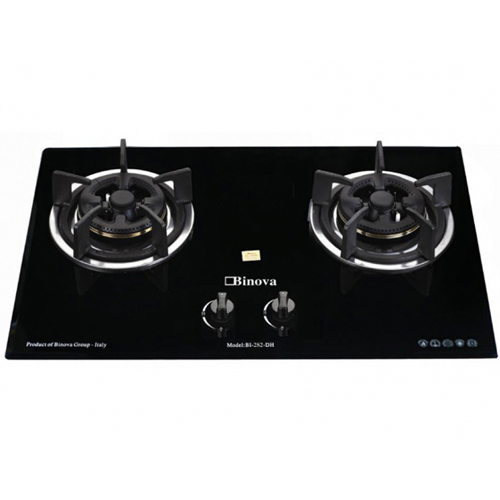 Binova
Product of Binova Group - Italy
Model: BI-282-DH